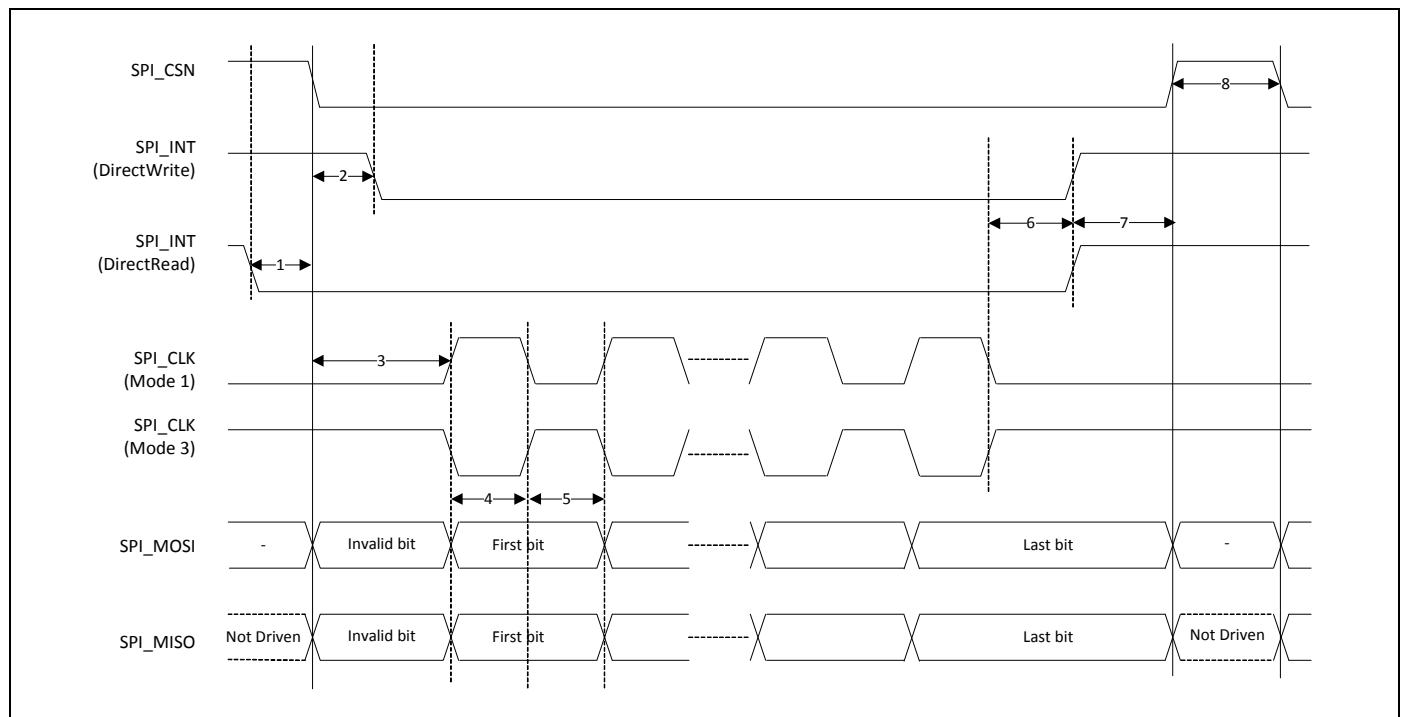 SPI_CSN
8
SPI_INT
(DirectWrite)
2
6
7
SPI_INT
(DirectRead)
1
SPI_CLK
(Mode 1)
3
SPI_CLK
(Mode 3)
4
5
SPI_MOSI
-
Invalid bit
First bit
Last bit
-
SPI_MISO
Not Driven
Invalid bit
First bit
Last bit
Not Driven